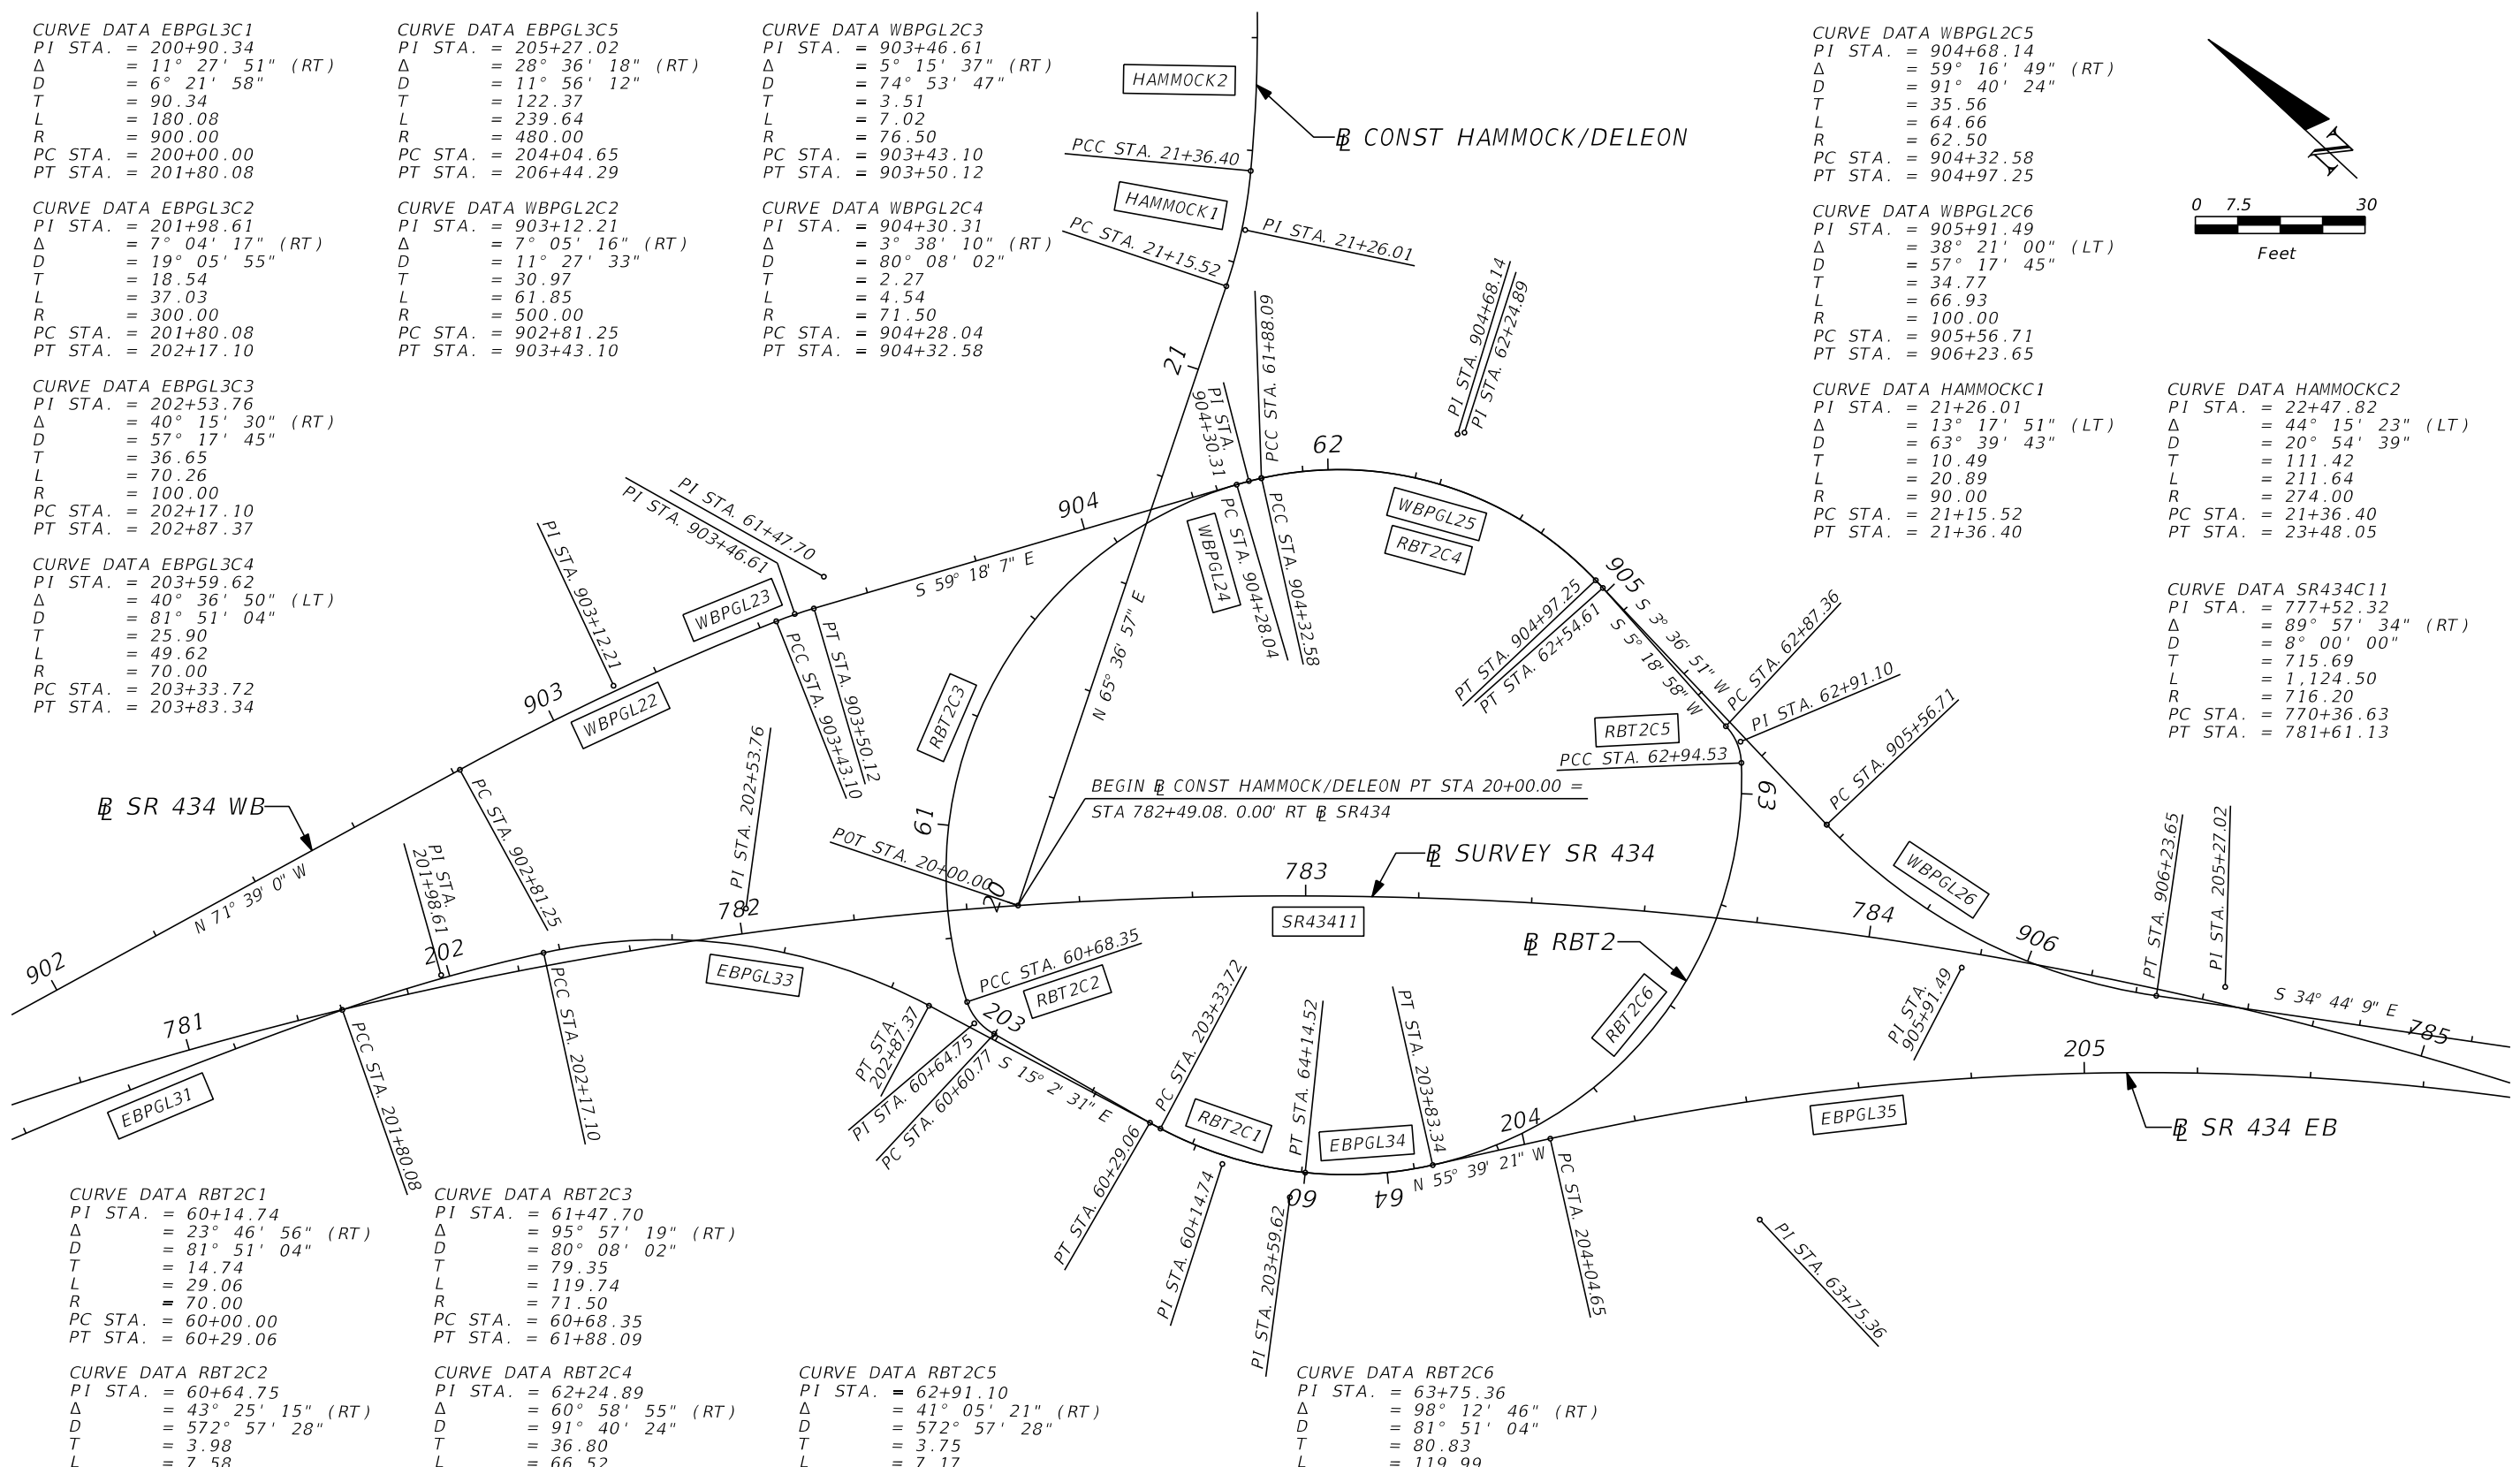 CURVE DATA EBPGL3C1
PI STA. = 200+90.34
Δ = 11° 27' 51" (RT)
D = 6° 21' 58"
T = 90.34
L = 180.08
R = 900.00
PC STA. = 200+00.00
PT STA. = 201+80.08
CURVE DATA EBPGL3C2
PI STA. = 201+98.61
Δ = 7° 04' 17" (RT)
D = 19° 05' 55"
T = 18.54
L = 37.03
R = 300.00
PC STA. = 201+80.08
PT STA. = 202+17.10
CURVE DATA EBPGL3C3
PI STA. = 202+53.76
Δ = 40° 15' 30" (RT)
D = 57° 17' 45"
T = 36.65
L = 70.26
R = 100.00
PC STA. = 202+17.10
PT STA. = 202+87.37
CURVE DATA EBPGL3C4
PI STA. = 203+59.62
Δ = 40° 36' 50" (LT)
D = 81° 51' 04"
T = 25.90
L = 49.62
R = 70.00
PC STA. = 203+33.72
PT STA. = 203+83.34
CURVE DATA EBPGL3C5
PI STA. = 205+27.02
Δ = 28° 36' 18" (RT)
D = 11° 56' 12"
T = 122.37
L = 239.64
R = 480.00
PC STA. = 204+04.65
PT STA. = 206+44.29
CURVE DATA WBPGL2C2
PI STA. = 903+12.21
Δ = 7° 05' 16" (RT)
D = 11° 27' 33"
T = 30.97
L = 61.85
R = 500.00
PC STA. = 902+81.25
PT STA. = 903+43.10
CURVE DATA WBPGL2C3
PI STA. = 903+46.61
Δ = 5° 15' 37" (RT)
D = 74° 53' 47"
T = 3.51
L = 7.02
R = 76.50
PC STA. = 903+43.10
PT STA. = 903+50.12
CURVE DATA WBPGL2C4
PI STA. = 904+30.31
Δ = 3° 38' 10" (RT)
D = 80° 08' 02"
T = 2.27
L = 4.54
R = 71.50
PC STA. = 904+28.04
PT STA. = 904+32.58
CURVE DATA WBPGL2C5
PI STA. = 904+68.14
Δ = 59° 16' 49" (RT)
D = 91° 40' 24"
T = 35.56
L = 64.66
R = 62.50
PC STA. = 904+32.58
PT STA. = 904+97.25
CURVE DATA WBPGL2C6
PI STA. = 905+91.49
Δ = 38° 21' 00" (LT)
D = 57° 17' 45"
T = 34.77
L = 66.93
R = 100.00
PC STA. = 905+56.71
PT STA. = 906+23.65
CURVE DATA HAMMOCKC1
PI STA. = 21+26.01
Δ = 13° 17' 51" (LT)
D = 63° 39' 43"
T = 10.49
L = 20.89
R = 90.00
PC STA. = 21+15.52
PT STA. = 21+36.40
CURVE DATA HAMMOCKC2
PI STA. = 22+47.82
Δ = 44° 15' 23" (LT)
D = 20° 54' 39"
T = 111.42
L = 211.64
R = 274.00
PC STA. = 21+36.40
PT STA. = 23+48.05
CURVE DATA SR434C11
PI STA. = 777+52.32
Δ = 89° 57' 34" (RT)
D = 8° 00' 00"
T = 715.69
L = 1,124.50
R = 716.20
PC STA. = 770+36.63
PT STA. = 781+61.13
N
0 7.5 30
Feet
HAMMOCK2
BL CONST HAMMOCK/DELEON
PCC STA. 21+36.40
HAMMOCK1
PI STA. 21+26.01
PC STA. 21+15.52
21
PI STA. 904+68.14
PI STA. 62+24.89
PCC STA. 61+88.09
PI STA.
904+30.31
62
WBPGL25
RBT2C4
PI STA. 61+47.70
PI STA. 903+46.61
904
PI STA. 903+12.21
WBPGL23
S 59° 18' 7" E
WBPGL24
PC STA. 904+28.04
PCC STA. 904+32.58
905
PT STA. 904+97.25
PT STA. 62+54.61
S 3° 36' 51" W
S 5° 18' 58" W
PC STA. 62+87.36
PI STA. 62+91.10
903
WBPGL22
PCC STA. 903+43.10
PT STA. 903+50.12
RBT2C3
N 65° 36' 57" E
RBT2C5
PCC STA. 62+94.53
PC STA. 905+56.71
BL SR 434 WB
PC STA. 902+81.25
PI STA. 202+53.76
BEGIN BL CONST HAMMOCK/DELEON PT STA 20+00.00 =
STA 782+49.08. 0.00' RT BL SR434
61
63
POT STA. 20+00.00
20
N 71° 39' 0" W
PI STA.
201+98.61
902
202
782
BL SURVEY SR 434
783
SR43411
WBPGL26
784
PT STA. 906+23.65
PI STA. 205+27.02
906
BL RBT2
PCC STA. 60+68.35
EBPGL33
RBT2C2
203
781
EBPGL31
PCC STA. 201+80.08
PCC STA. 202+17.10
PT STA.
202+87.37
PI STA. 60+64.75
PC STA. 60+60.77
S 15° 2' 31" E
PC STA. 203+33.72
RBT2C1
PT STA. 60+29.06
PI STA. 60+14.74
PT STA. 64+14.52
EBPGL34
PT STA. 203+83.34
RBT2C6
PI STA.
905+91.49
S 34° 44' 9" E
785
205
EBPGL35
BL SR 434 EB
204
N 55° 39' 21" W
60
64
PI STA. 203+59.62
PC STA. 204+04.65
PI STA. 63+75.36
CURVE DATA RBT2C1
PI STA. = 60+14.74
Δ = 23° 46' 56" (RT)
D = 81° 51' 04"
T = 14.74
L = 29.06
R = 70.00
PC STA. = 60+00.00
PT STA. = 60+29.06
CURVE DATA RBT2C3
PI STA. = 61+47.70
Δ = 95° 57' 19" (RT)
D = 80° 08' 02"
T = 79.35
L = 119.74
R = 71.50
PC STA. = 60+68.35
PT STA. = 61+88.09
CURVE DATA RBT2C2
PI STA. = 60+64.75
Δ = 43° 25' 15" (RT)
D = 572° 57' 28"
T = 3.98
L = 7.58
CURVE DATA RBT2C4
PI STA. = 62+24.89
Δ = 60° 58' 55" (RT)
D = 91° 40' 24"
T = 36.80
L = 66.52
CURVE DATA RBT2C5
PI STA. = 62+91.10
Δ = 41° 05' 21" (RT)
D = 572° 57' 28"
T = 3.75
L = 7.17
CURVE DATA RBT2C6
PI STA. = 63+75.36
Δ = 98° 12' 46" (RT)
D = 81° 51' 04"
T = 80.83
L = 119.99